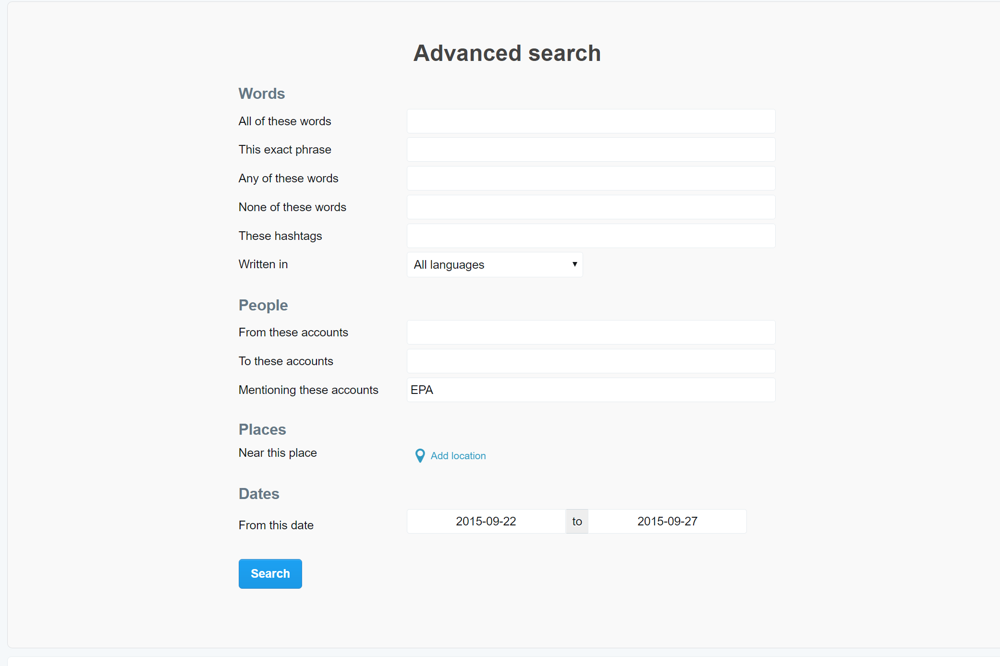 Advanced search
Words
All of these words
This exact phrase
Any of these words
None of these words
These hashtags
Written in All languages
People
From these accounts
To these accounts
Mentioning these accounts EPA
Places
Near this place Add location
Dates
From this date 2015-09-22 to 2015-09-27
Search